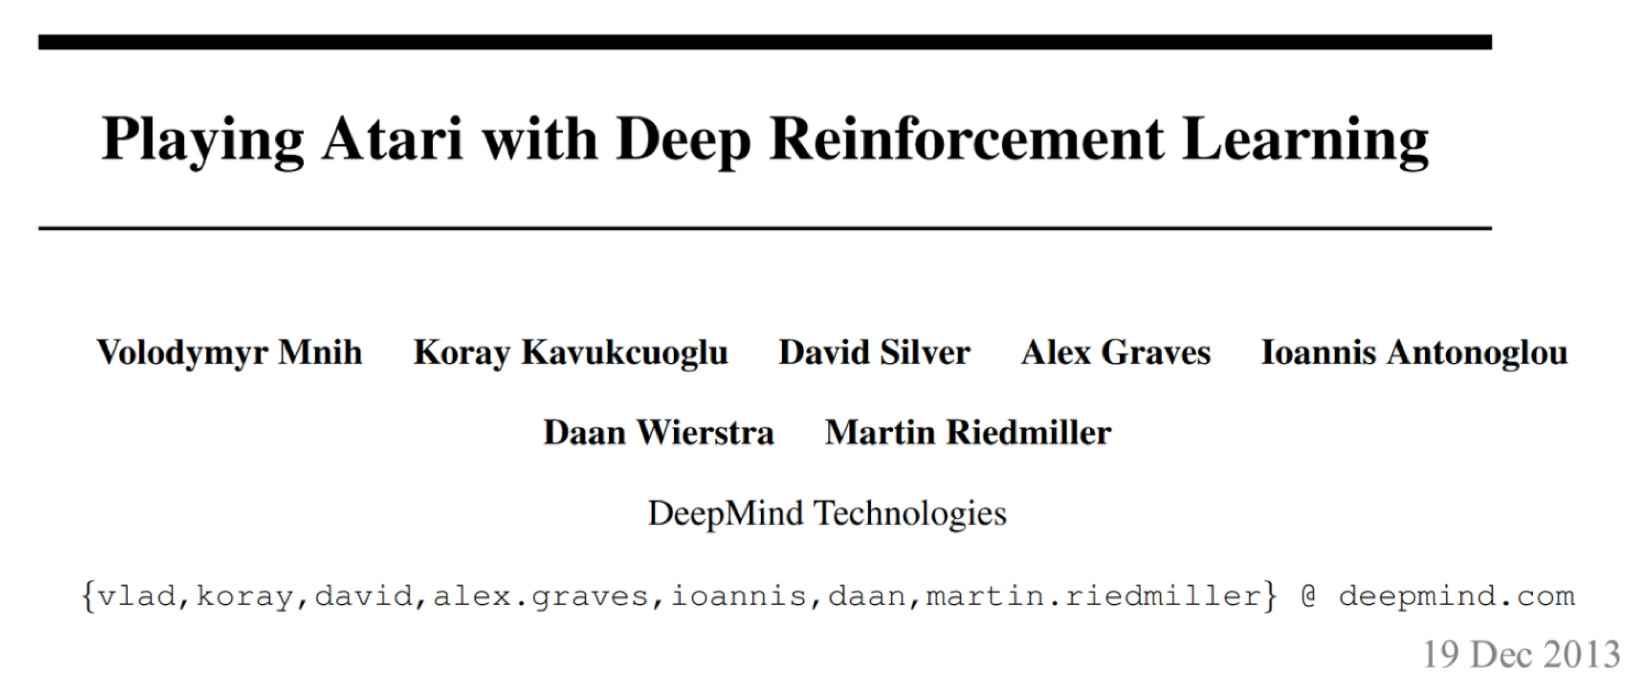 Playing Atari with Deep Reinforcement Learning
Volodymyr Mnih Koray Kavukcuoglu David Silver Alex Graves Ioannis Antonoglou
Daan Wierstra Martin Riedmiller
DeepMind Technologies
{vlad,koray,david,alex.graves,ioannis,daan,martin.riedmiller} @ deepmind.com
19 Dec 2013